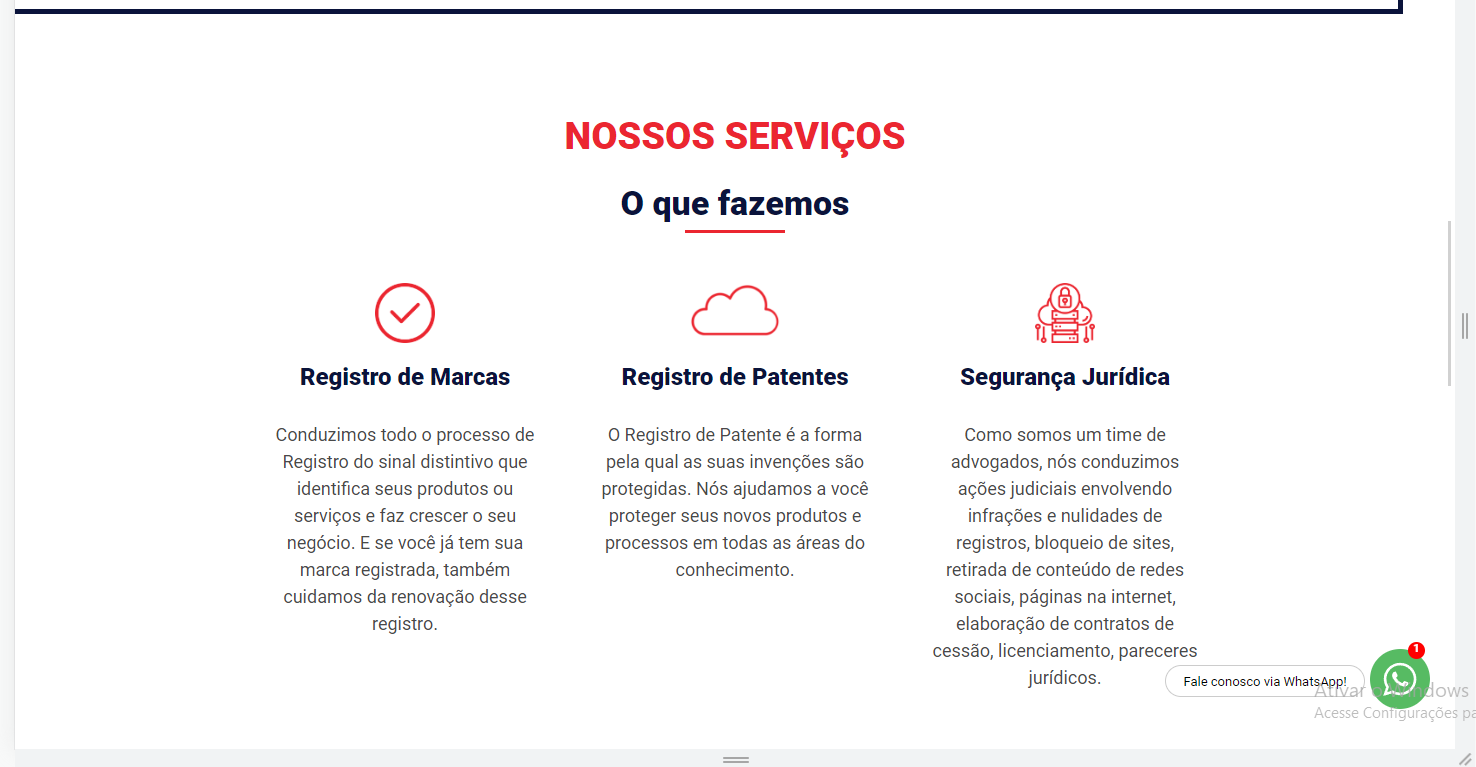 NOSSOS SERVIÇOS
O que fazemos
Registro de Marcas
Conduzimos todo o processo de
Registro do sinal distintivo que
identifica seus produtos ou
serviços e faz crescer o seu
negócio. E se você já tem sua
marca registrada, também
cuidamos da renovação desse
registro.
Registro de Patentes
O Registro de Patente é a forma
pela qual as suas invenções são
protegidas. Nós ajudamos a você
proteger seus novos produtos e
processos em todas as áreas do
conhecimento.
Segurança Jurídica
Como somos um time de
advogados, nós conduzimos
ações judiciais envolvendo
infrações e nulidades de
registros, bloqueio de sites,
retirada de conteúdo de redes
sociais, páginas na internet,
elaboração de contratos de
cessão, licenciamento, pareceres
jurídicos.
1
Fale conosco via WhatsApp!
Ativar o Windows
Acesse Configurações pa